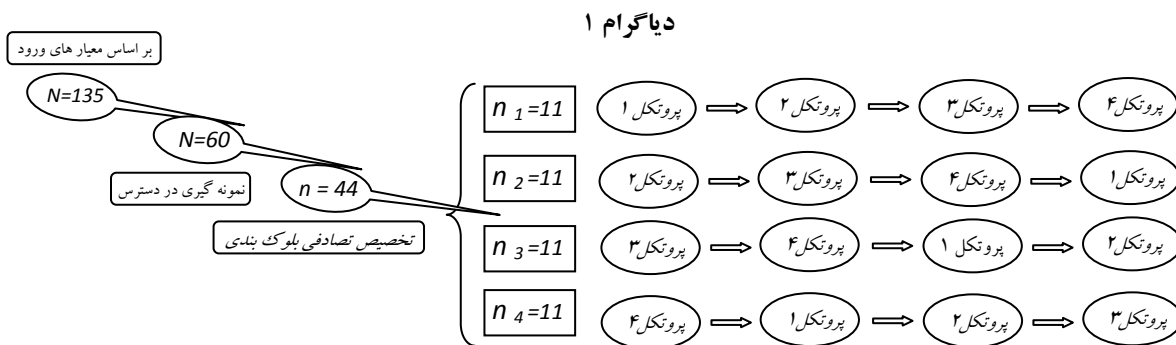 دیاگرام ۱
بر اساس معیار های ورود
N=135
N=60
نمونه گیری در دسترس
n = 44
تخصیص تصادفی بلوک بندی
n 1 =11 پروتکل ۱ پروتکل ۲ پروتکل۳ پروتکل۴
n 2 =11 پروتکل۲ پروتکل۳ پروتکل۴ پروتکل۱
n 3 =11 پروتکل۳ پروتکل۴ پروتکل ۱ پروتکل۲
n 4 =11 پروتکل۴ پروتکل۱ پروتکل۲ پروتکل۳